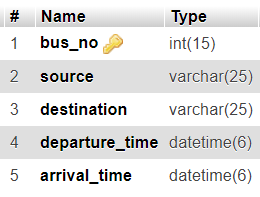 # Name Type
1 bus_no int(15)
2 source varchar(25)
3 destination varchar(25)
4 departure_time datetime(6)
5 arrival_time datetime(6)